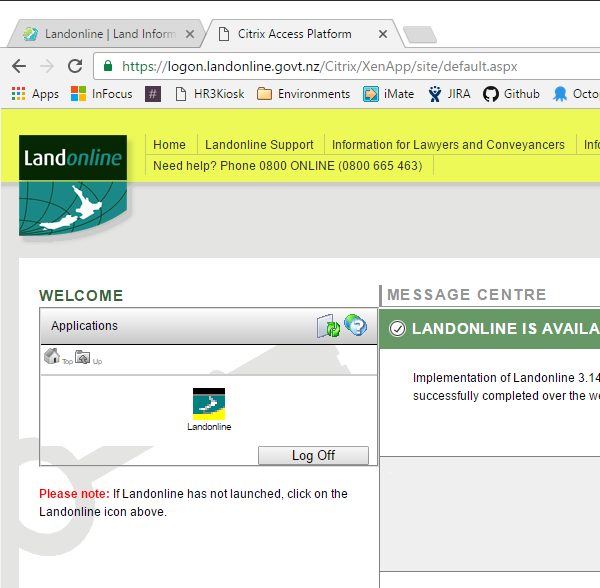 Landonline | Land Inform
Citrix Access Platform
https://logon.landonline.govt.nz/Citrix/XenApp/site/default.aspx
Apps InFocus # HR3Kiosk Environments iMate JIRA Github Octo
Landonline
Home Landonline Support Information for Lawyers and Conveyancers Info
Need help? Phone 0800 ONLINE (0800 665 463)
WELCOME
MESSAGE CENTRE
Applications
LANDONLINE IS AVAILA
Top Up
Implementation of Landonline 3.14
successfully completed over the we
Landonline
Log Off
Please note: If Landonline has not launched, click on the
Landonline icon above.